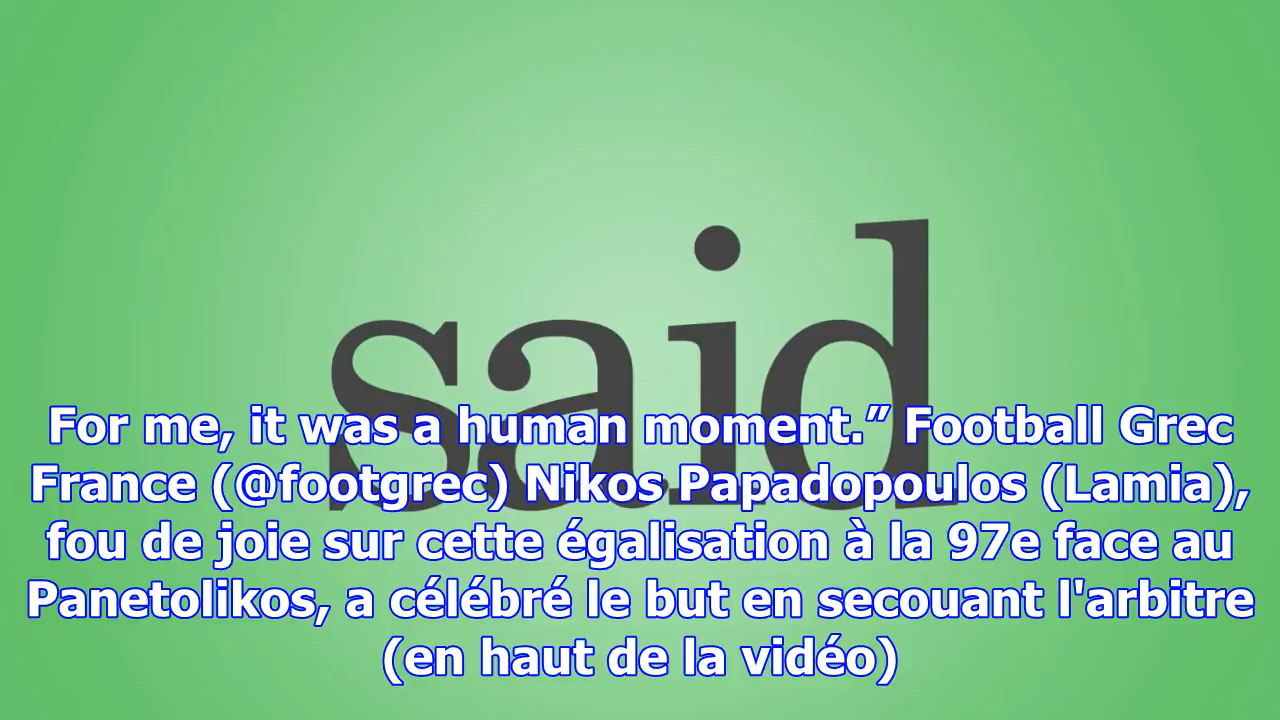 said
For me, it was a human moment.” Football Grec
France (@footgrec) Nikos Papadopoulos (Lamia),
fou de joie sur cette égalisation à la 97e face au
Panetolikos, a célébré le but en secouant l'arbitre
(en haut de la vidéo)